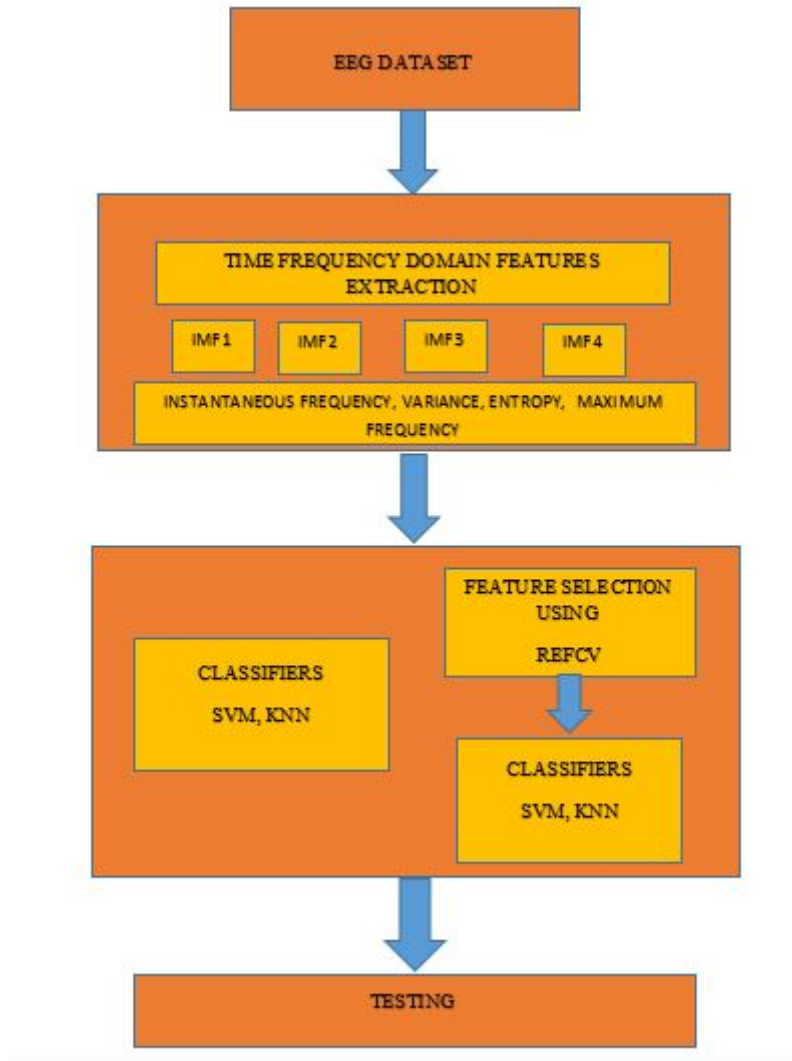 EEG DATASET
TIME FREQUENCY DOMAIN FEATURES
EXTRACTION
IMF1
IMF2
IMF3
IMF4
INSTANTANEOUS FREQUENCY, VARIANCE, ENTROPY, MAXIMUM
FREQUENCY
CLASSIFIERS
SVM, KNN
FEATURE SELECTION
USING
REFCV
CLASSIFIERS
SVM, KNN
TESTING